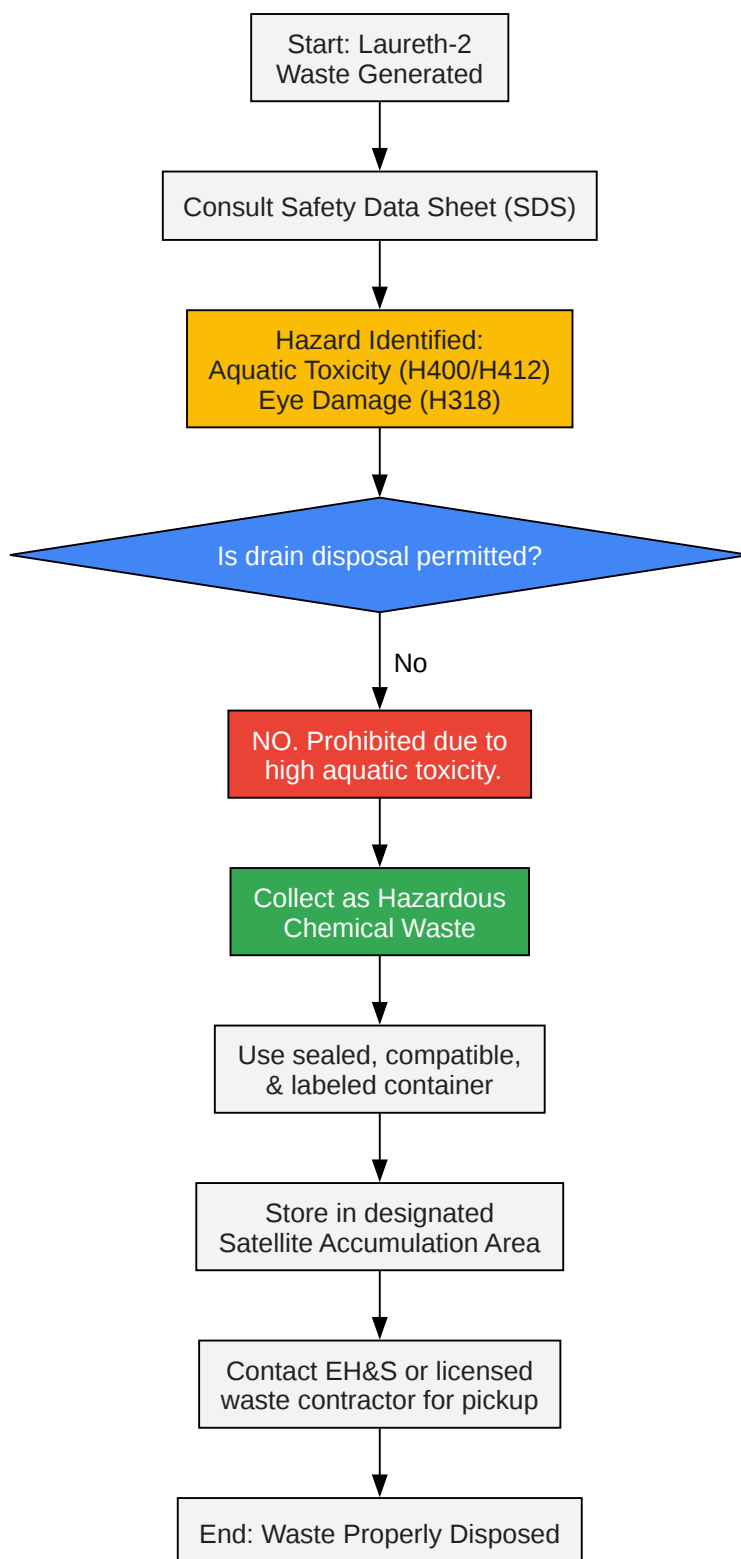 Start: Laureth-2
Waste Generated
Consult Safety Data Sheet (SDS)
Hazard Identified:
Aquatic Toxicity (H400/H412)
Eye Damage (H318)
Is drain disposal permitted?
No
NO. Prohibited due to
high aquatic toxicity.
Collect as Hazardous
Chemical Waste
Use sealed, compatible,
& labeled container
Store in designated
Satellite Accumulation Area
Contact EH&S or licensed
waste contractor for pickup
End: Waste Properly Disposed